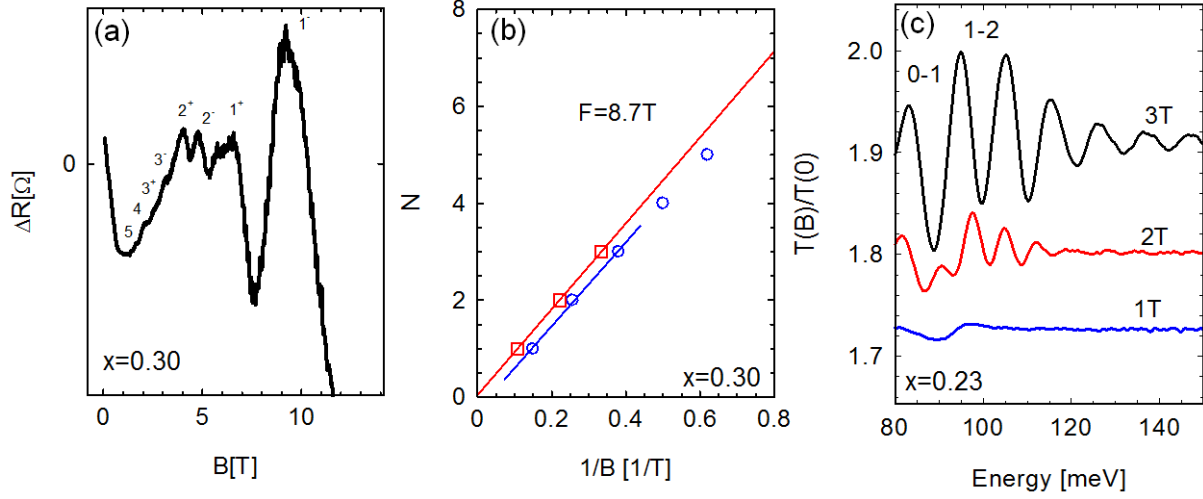 (a)
1⁻
2⁺
2⁻
1⁺
0
3⁻
3⁺
4
5
x=0.30
ΔR[Ω]
0 5 10
B[T]
(b)
8
6
4
2
0
N
F=8.7T
x=0.30
0 0.2 0.4 0.6 0.8
1/B [1/T]
(c)
1-2
0-1
2.0
1.9
1.8
1.7
T(B)/T(0)
3T
2T
1T
x=0.23
80 100 120 140
Energy [meV]